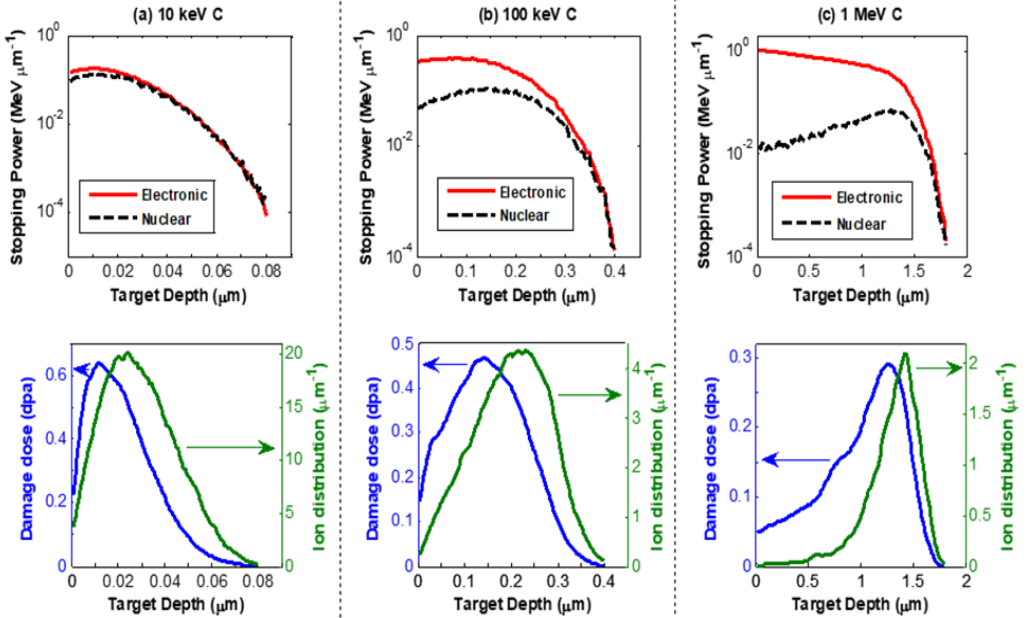 (a) 10 keV C
(b) 100 keV C
(c) 1 MeV C
Stopping Power (MeV μm⁻¹)
10⁰
10⁻²
10⁻⁴
Electronic
Nuclear
0 0.02 0.04 0.06 0.08
Target Depth (μm)
Stopping Power (MeV μm⁻¹)
10⁰
10⁻²
10⁻⁴
Electronic
Nuclear
0 0.1 0.2 0.3 0.4
Target Depth (μm)
Stopping Power (MeV μm⁻¹)
10⁰
10⁻²
10⁻⁴
Electronic
Nuclear
0 0.5 1 1.5 2
Target Depth (μm)
Damage dose (dpa)
0.6
0.4
0.2
0
20
15
10
5
0
Ion distribution (μm⁻¹)
0 0.02 0.04 0.06 0.08
Target Depth (μm)
Damage dose (dpa)
0.5
0.4
0.3
0.2
0.1
0
4
3
2
1
0
Ion distribution (μm⁻¹)
0 0.1 0.2 0.3 0.4
Target Depth (μm)
Damage dose (dpa)
0.3
0.2
0.1
0
2
1.5
1
0.5
0
Ion distribution (μm⁻¹)
0 0.5 1 1.5 2
Target Depth (μm)